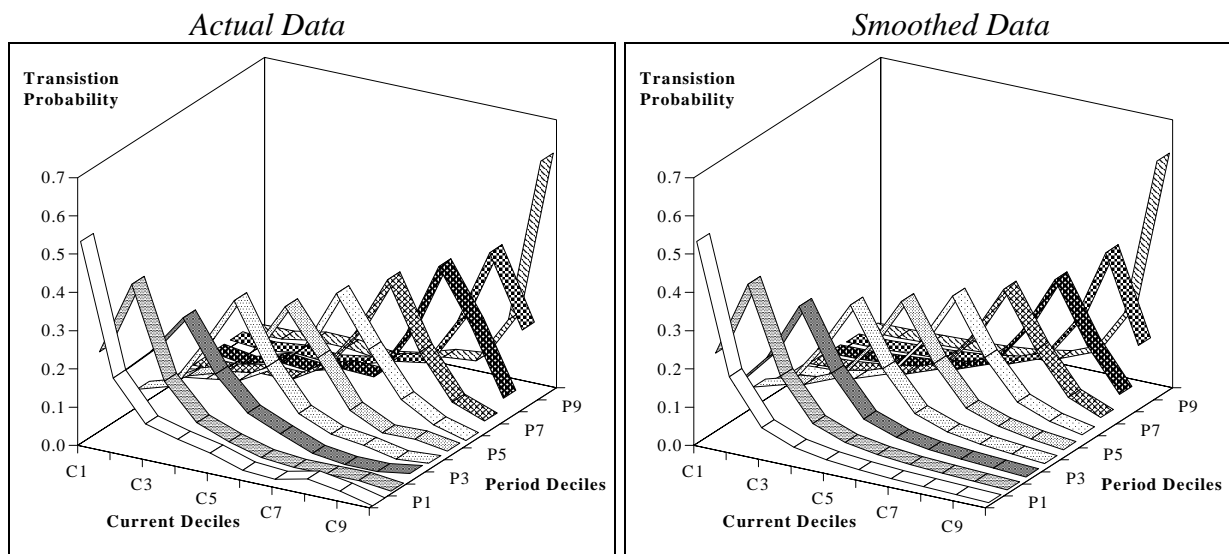 Actual Data
Smoothed Data
Transistion
Probability
0.7
0.6
0.5
0.4
0.3
0.2
0.1
0.0
C1
C3
C5
C7
C9
Current Deciles
P1
P3
P5
P7
P9
Period Deciles
Transistion
Probability
0.7
0.6
0.5
0.4
0.3
0.2
0.1
0.0
C1
C3
C5
C7
C9
Current Deciles
P1
P3
P5
P7
P9
Period Deciles